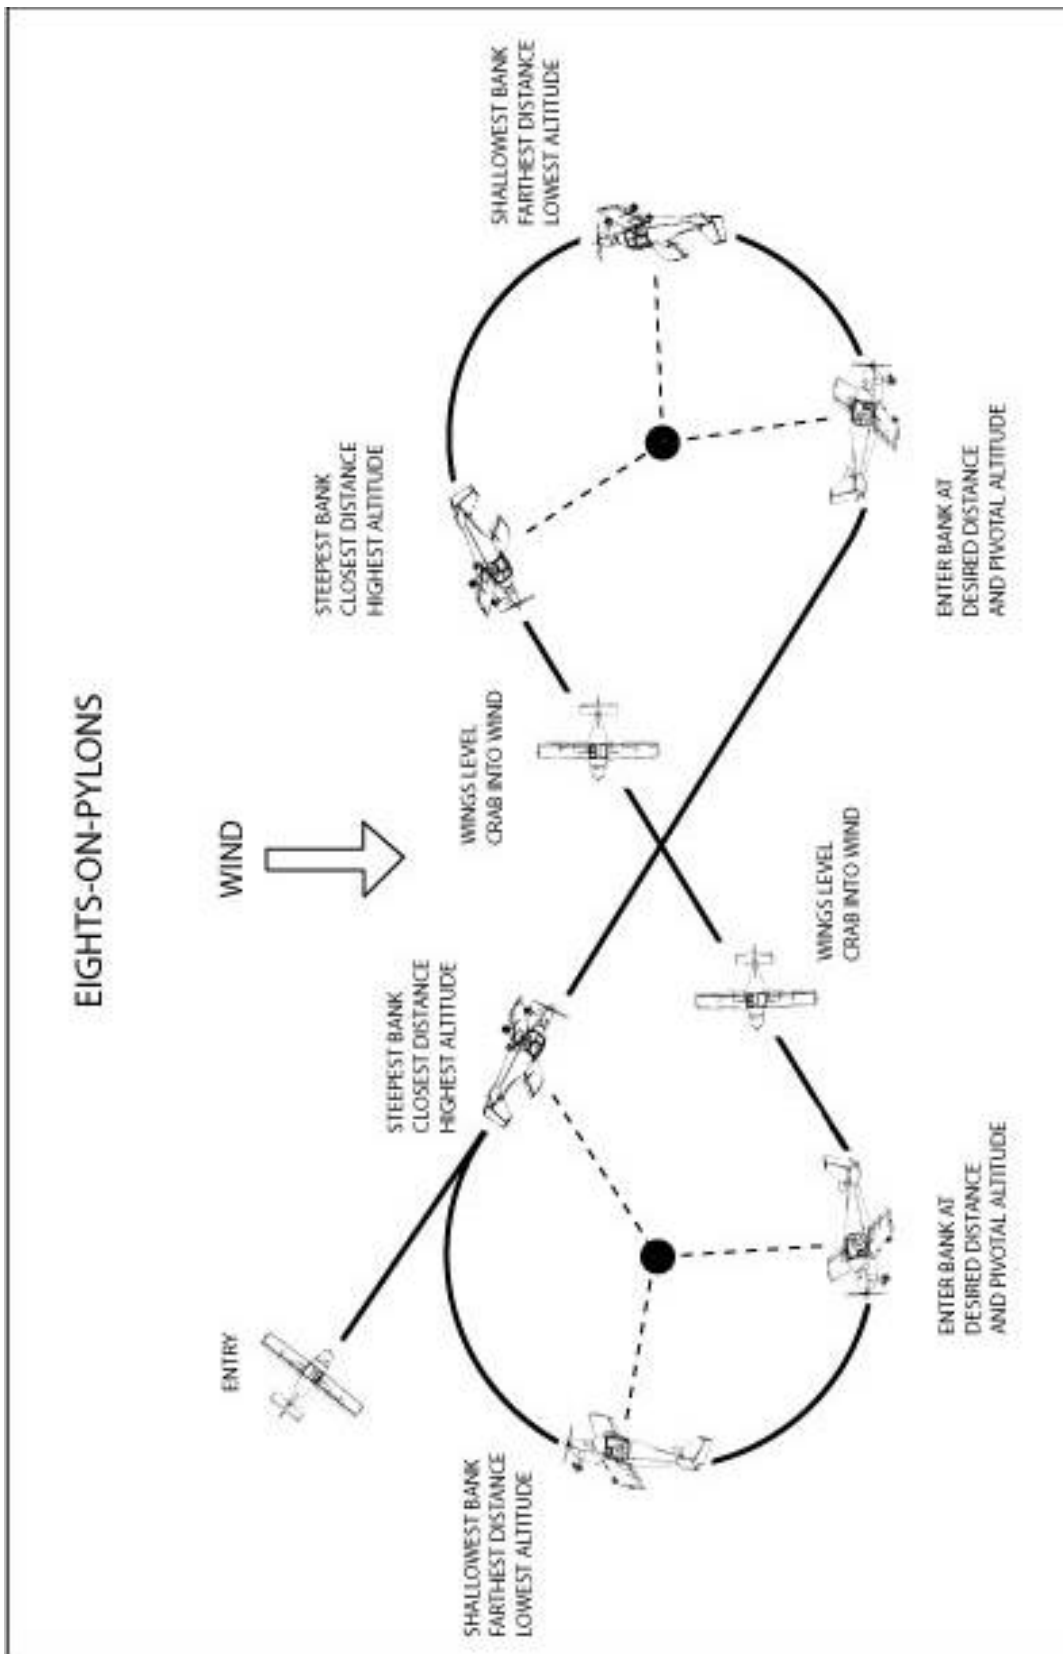 EIGHTS-ON-PYLONS
WIND
ENTRY
STEEPEST BANK
CLOSEST DISTANCE
HIGHEST ALTITUDE
STEEPEST BANK
CLOSEST DISTANCE
HIGHEST ALTITUDE
SHALLOWEST BANK
FARTHEST DISTANCE
LOWEST ALTITUDE
WINGS LEVEL
CRAB INTO WIND
SHALLOWEST BANK
FARTHEST DISTANCE
LOWEST ALTITUDE
WINGS LEVEL
CRAB INTO WIND
ENTER BANK AT
DESIRED DISTANCE
AND PIVOTAL ALTITUDE
ENTER BANK AT
DESIRED DISTANCE
AND PIVOTAL ALTITUDE